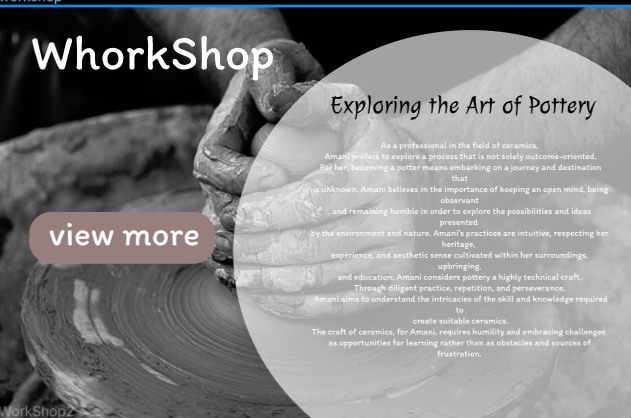 WorkShop
WhorkShop
Exploring the Art of Pottery
As a professional in the field of ceramics,
Amani prefers to explore a process that is not solely outcome-oriented.
For her, becoming a potter means embarking on a journey and destination
that
is unknown. Amani believes in the importance of keeping an open mind, being
observant
, and remaining humble in order to explore the possibilities and ideas
presented
by the environment and nature. Amani's practices are intuitive, respecting her
heritage,
experience, and aesthetic sense cultivated within her surroundings,
upbringing,
and education. Amani considers pottery a highly technical craft.
Through diligent practice, repetition, and perseverance,
Amani aims to understand the intricacies of the skill and knowledge required
to
create suitable ceramics.
The craft of ceramics, for Amani, requires humility and embracing challenges
as opportunities for learning rather than as obstacles and sources of
frustration.
view more
WorkShop2